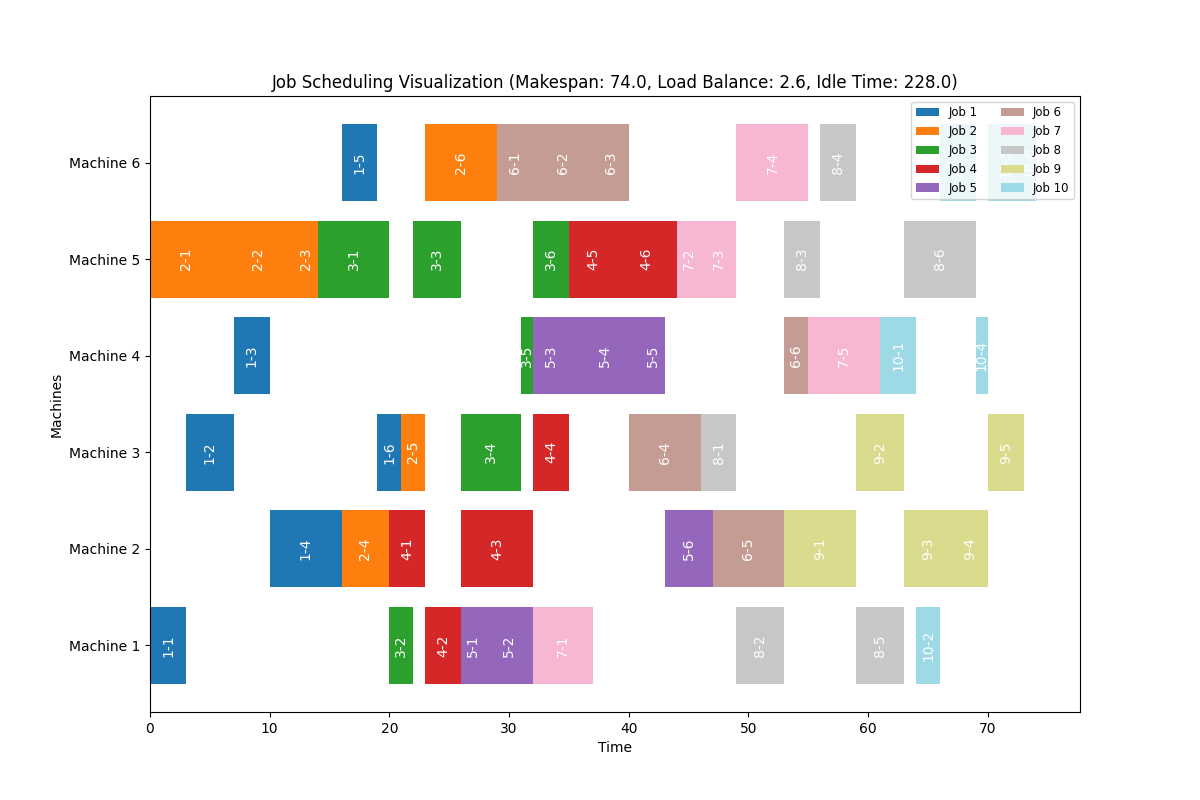 Job Scheduling Visualization (Makespan: 74.0, Load Balance: 2.6, Idle Time: 228.0)
Job 1 Job 6
Job 2 Job 7
Job 3 Job 8
Job 4 Job 9
Job 5 Job 10
Machine 6 1-5 2-6 6-1 6-2 6-3 7-4 8-4
Machine 5 2-1 2-2 2-3 3-1 3-3 3-6 4-5 4-6 7-2 7-3 8-3 8-6
Machine 4 1-3 3-5 5-3 5-4 5-5 6-6 7-5 10-1 10-4
Machine 3 1-2 1-6 2-5 3-4 4-4 6-4 8-1 9-2 9-5
Machine 2 1-4 2-4 4-1 4-3 5-6 6-5 9-1 9-3 9-4
Machine 1 1-1 3-2 4-2 5-1 5-2 7-1 8-2 8-5 10-2
Machines
0 10 20 30 40 50 60 70
Time